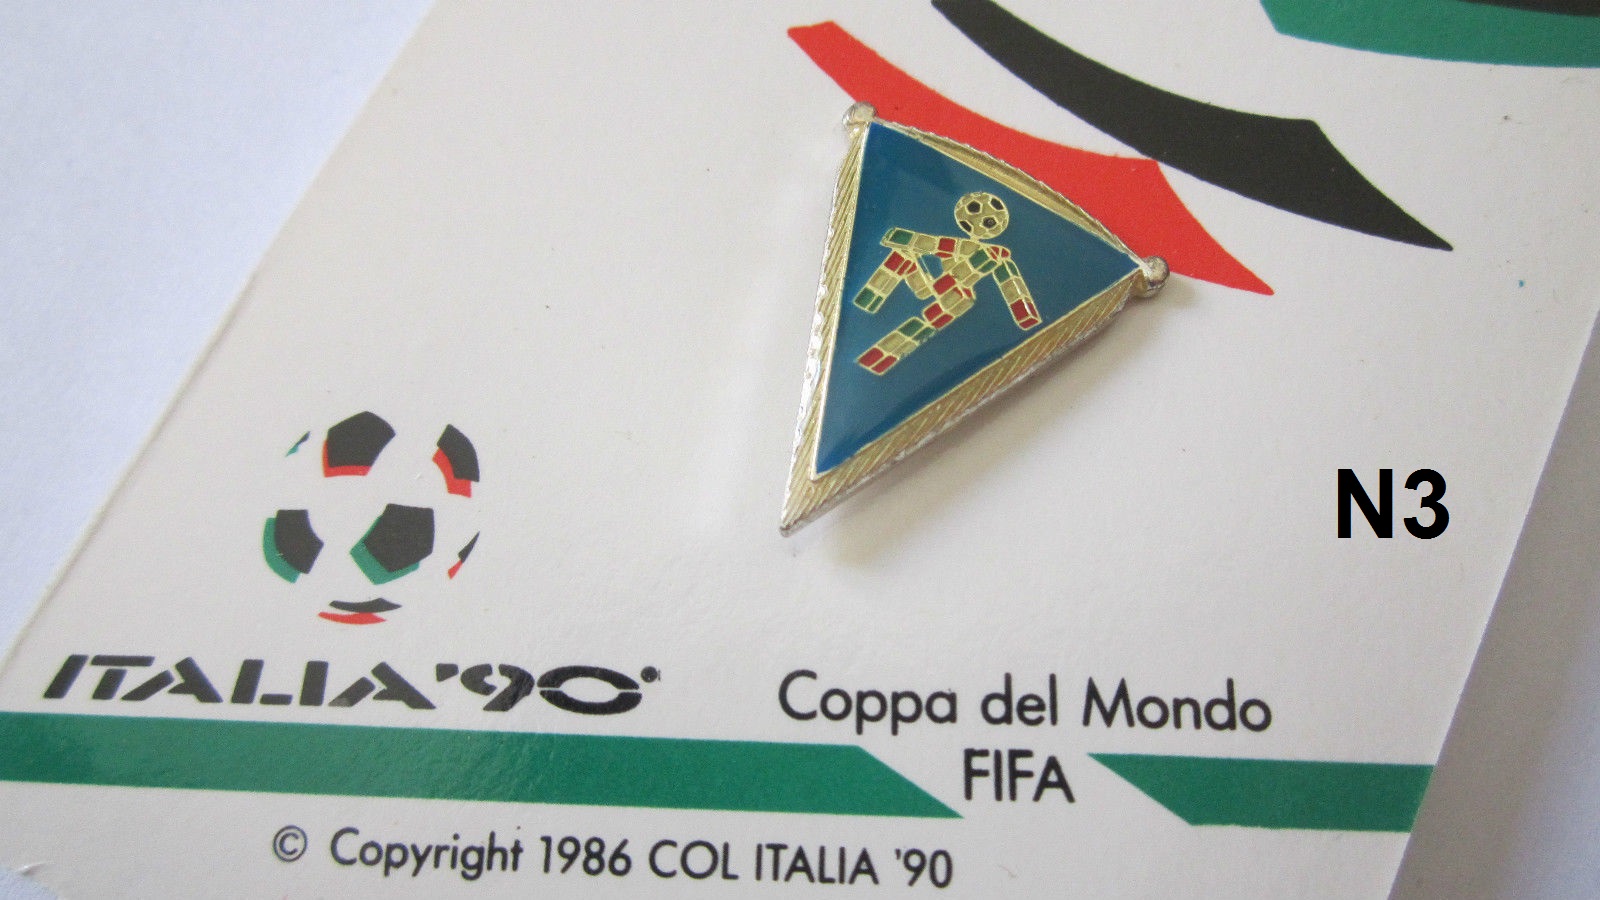 N3
ITALIA'90
Coppa del Mondo
FIFA
© Copyright 1986 COL ITALIA '90